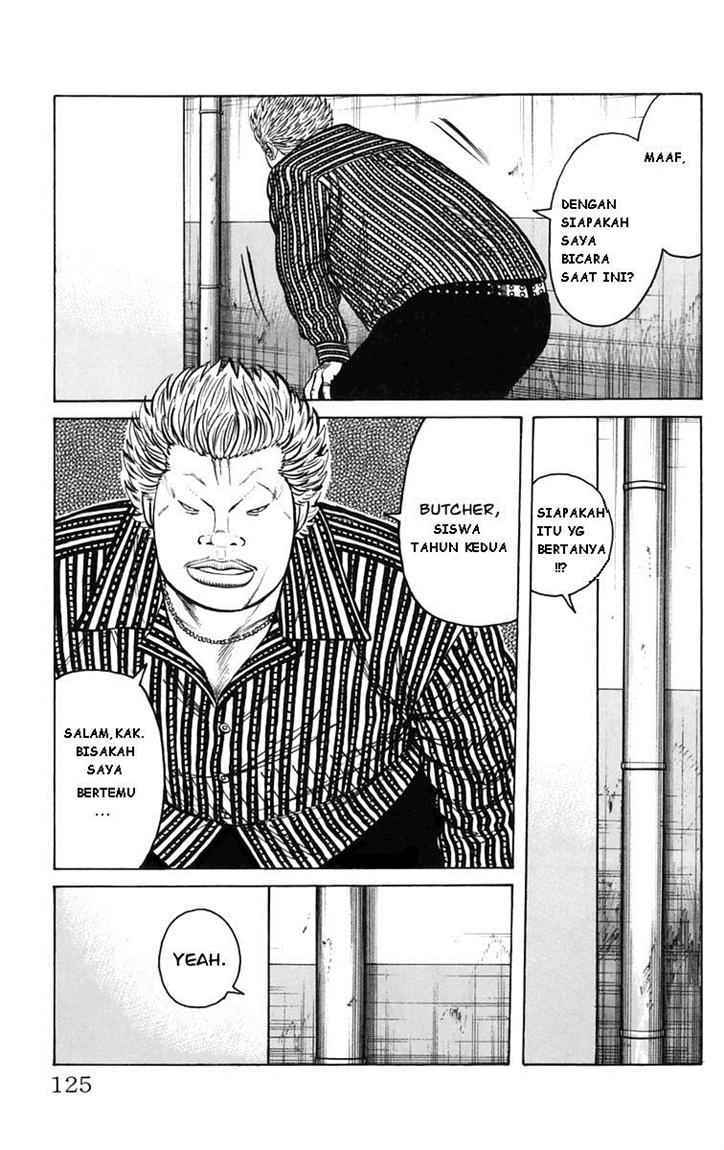 MAAF,
DENGAN
SIAPAKAH
SAYA
BICARA
SAAT INI?
SIAPAKAH
ITU YG
BERTANYA
!!?
BUTCHER,
SISWA
TAHUN KEDUA
SALAM, KAK.
BISAKAH
SAYA
BERTEMU
...
YEAH.
125